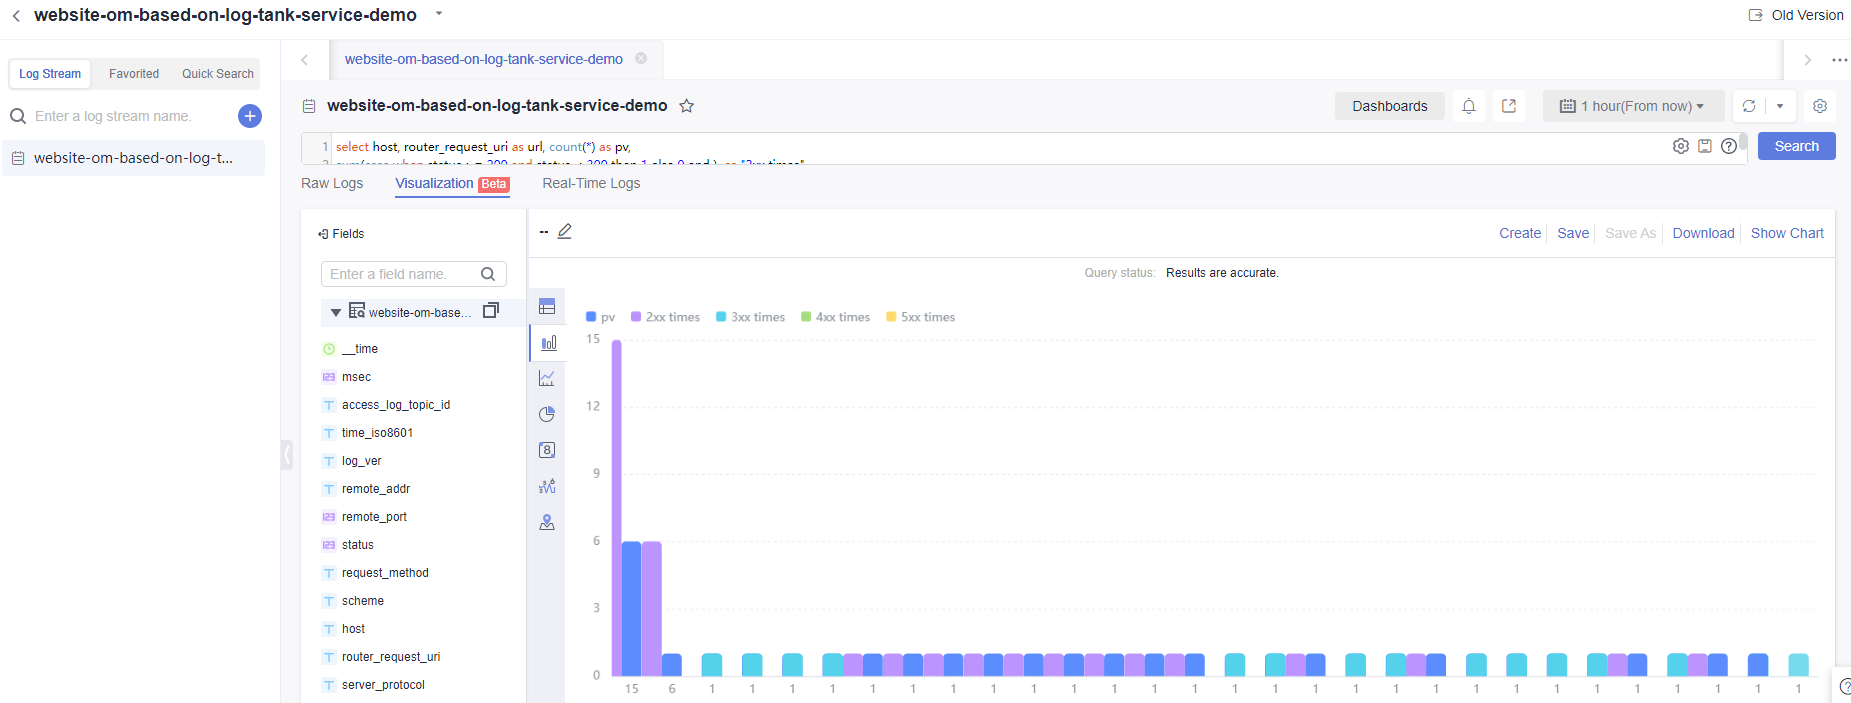 website-om-based-on-log-tank-service-demo
Old Version
Log Stream Favorited Quick Search
Enter a log stream name.
website-om-based-on-log-t...
website-om-based-on-log-tank-service-demo
website-om-based-on-log-tank-service-demo
Dashboards
1 hour(From now)
1 select host, router_request_uri as url, count(*) as pv,
Search
Raw Logs Visualization Beta Real-Time Logs
Fields
Enter a field name.
website-om-base...
__time
msec
access_log_topic_id
time_iso8601
log_ver
remote_addr
remote_port
status
request_method
scheme
host
router_request_uri
server_protocol
--
Create Save Save As Download Show Chart
Query status: Results are accurate.
pv 2xx times 3xx times 4xx times 5xx times
15
12
9
6
3
0
15 6 1 1 1 1 1 1 1 1 1 1 1 1 1 1 1 1 1 1 1 1 1 1 1 1 1 1 1 1